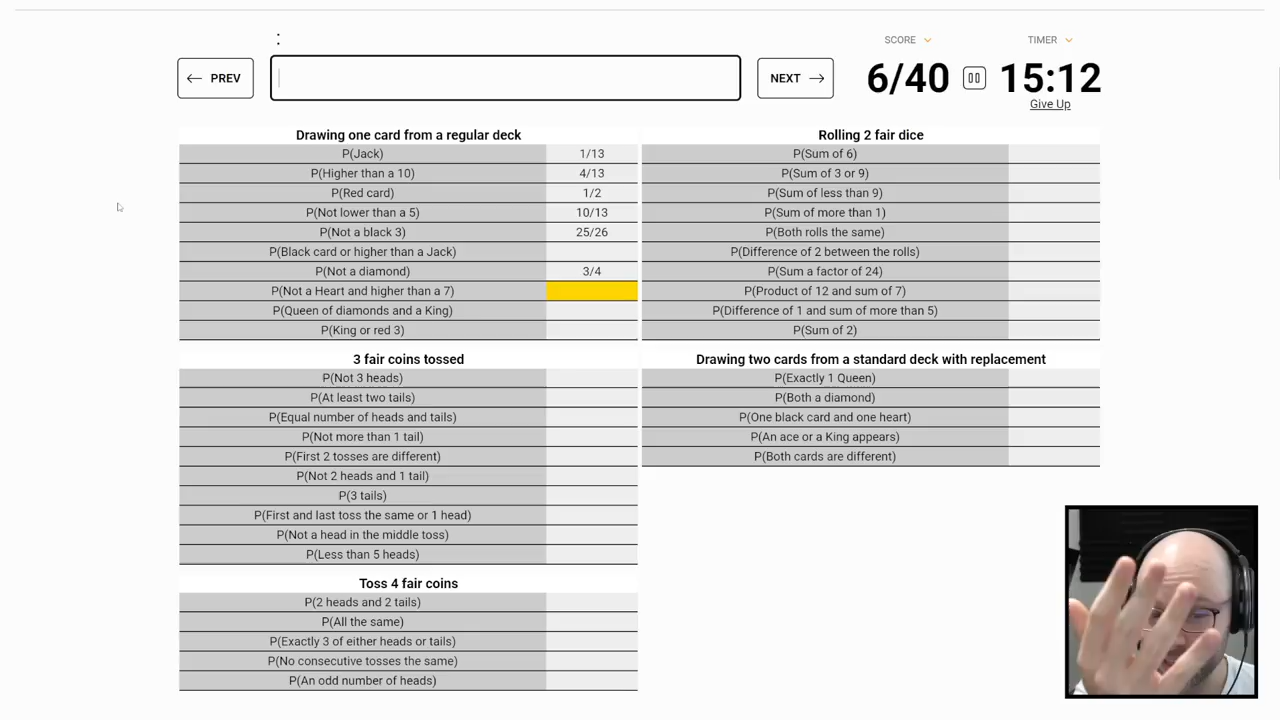 :
SCORE
TIMER
PREV
NEXT
6/40
15:12
Give Up
Drawing one card from a regular deck
P(Jack) 1/13
P(Higher than a 10) 4/13
P(Red card) 1/2
P(Not lower than a 5) 10/13
P(Not a black 3) 25/26
P(Black card or higher than a Jack)
P(Not a diamond) 3/4
P(Not a Heart and higher than a 7)
P(Queen of diamonds and a King)
P(King or red 3)
3 fair coins tossed
P(Not 3 heads)
P(At least two tails)
P(Equal number of heads and tails)
P(Not more than 1 tail)
P(First 2 tosses are different)
P(Not 2 heads and 1 tail)
P(3 tails)
P(First and last toss the same or 1 head)
P(Not a head in the middle toss)
P(Less than 5 heads)
Toss 4 fair coins
P(2 heads and 2 tails)
P(All the same)
P(Exactly 3 of either heads or tails)
P(No consecutive tosses the same)
P(An odd number of heads)
Rolling 2 fair dice
P(Sum of 6)
P(Sum of 3 or 9)
P(Sum of less than 9)
P(Sum of more than 1)
P(Both rolls the same)
P(Difference of 2 between the rolls)
P(Sum a factor of 24)
P(Product of 12 and sum of 7)
P(Difference of 1 and sum of more than 5)
P(Sum of 2)
Drawing two cards from a standard deck with replacement
P(Exactly 1 Queen)
P(Both a diamond)
P(One black card and one heart)
P(An ace or a King appears)
P(Both cards are different)